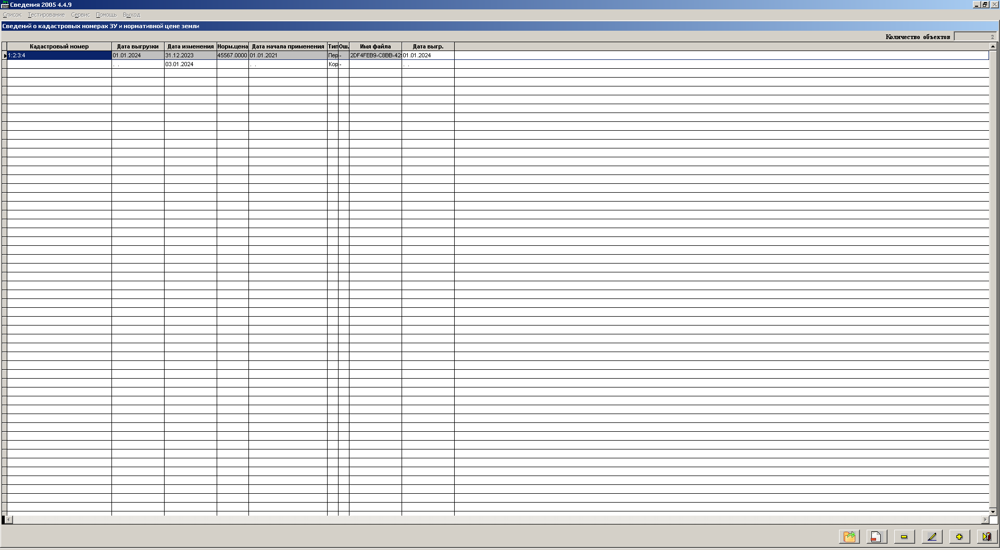 Сведения 2005 4.4.9
Список Тестирование Сервис Помощь Выход
Сведений о кадастровых номерах ЗУ и нормативной цене земли
Количество объектов 2
Кадастровый номер Дата выгрузки Дата изменения Норм.цена Дата начала применения Тип Ош. Имя файла Дата выгр.
1:2:3:4 01.01.2024 31.12.2023 45567.0000 01.01.2021 Пер - 2DF4FEB9-C8BB-42 01.01.2024
. . 03.01.2024 . . Кор - . .